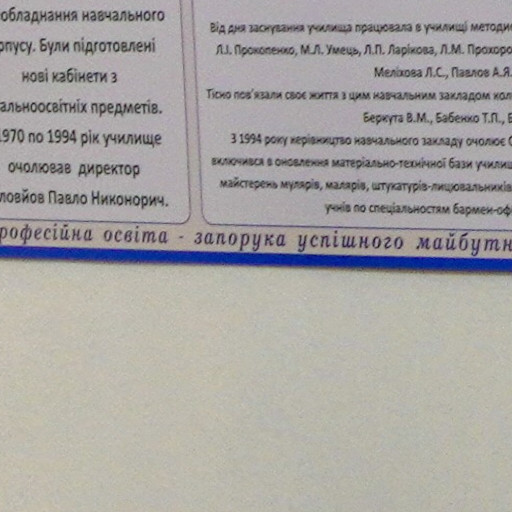 обладнання навчального
рпусу. Були підготовлені
нові кабінети з
альноосвітніх предметів.
1970 по 1994 рік училище
очолював директор
ловйов Павло Никонорич.
Від дня заснування училища працювала в училищі методис
Л.І. Прокопенко, М.Л. Умець, Л.П. Ларікова, Л.М. Прохоро
Меліхова Л.С., Павлов А.Я.
Тісно пов'язали своє життя з цим навчальним закладом кол
Беркута В.М., Бабенко Т.П., Б
З 1994 року керівництво навчального закладу очолює С
включився в оновлення матеріально-технічної бази училищ
майстерень мулярів, малярів, штукатурів-лицювальників
учнів по спеціальностям бармен-оф
рофесійна освіта - запорука успішного майбутн